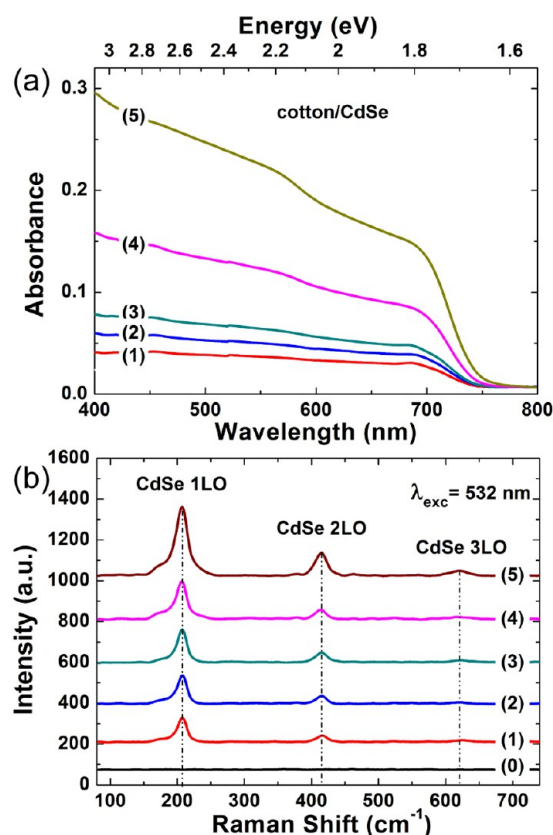 Energy (eV)
3 2.8 2.6 2.4 2.2 2 1.8 1.6
(a)
cotton/CdSe
0.3
0.2
0.1
0.0
Absorbance
(5)
(4)
(3)
(2)
(1)
400 500 600 700 800
Wavelength (nm)
(b)
1600
1400
1200
1000
800
600
400
200
0
Intensity (a.u.)
CdSe 1LO
λexc= 532 nm
CdSe 2LO
CdSe 3LO
(5)
(4)
(3)
(2)
(1)
(0)
100 200 300 400 500 600 700
Raman Shift (cm-1)